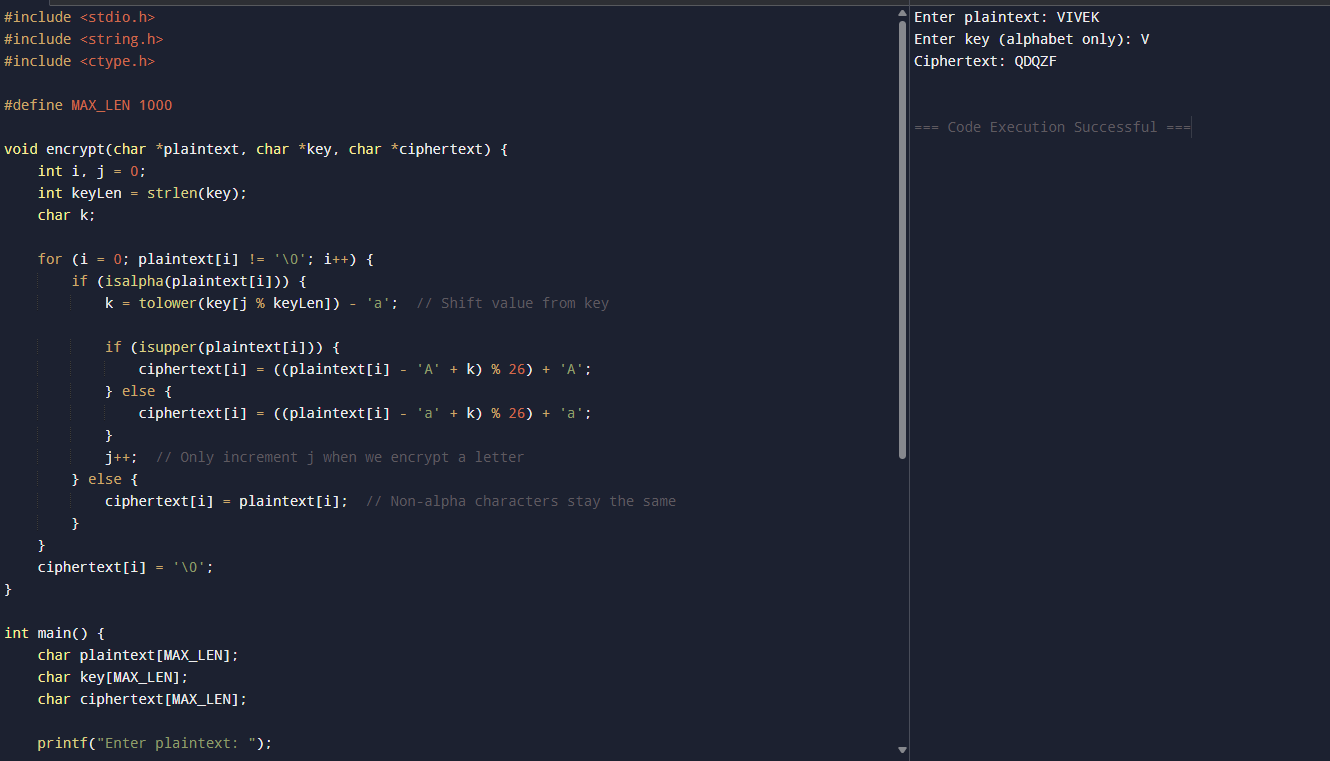 #include <stdio.h>
#include <string.h>
#include <ctype.h>

#define MAX_LEN 1000

void encrypt(char *plaintext, char *key, char *ciphertext) {
    int i, j = 0;
    int keyLen = strlen(key);
    char k;

    for (i = 0; plaintext[i] != '\0'; i++) {
        if (isalpha(plaintext[i])) {
            k = tolower(key[j % keyLen]) - 'a';  // Shift value from key

            if (isupper(plaintext[i])) {
                ciphertext[i] = ((plaintext[i] - 'A' + k) % 26) + 'A';
            } else {
                ciphertext[i] = ((plaintext[i] - 'a' + k) % 26) + 'a';
            }
            j++;  // Only increment j when we encrypt a letter
        } else {
            ciphertext[i] = plaintext[i];  // Non-alpha characters stay the same
        }
    }
    ciphertext[i] = '\0';
}

int main() {
    char plaintext[MAX_LEN];
    char key[MAX_LEN];
    char ciphertext[MAX_LEN];

    printf("Enter plaintext: ");
Enter plaintext: VIVEK
Enter key (alphabet only): V
Ciphertext: QDQZF

=== Code Execution Successful ===